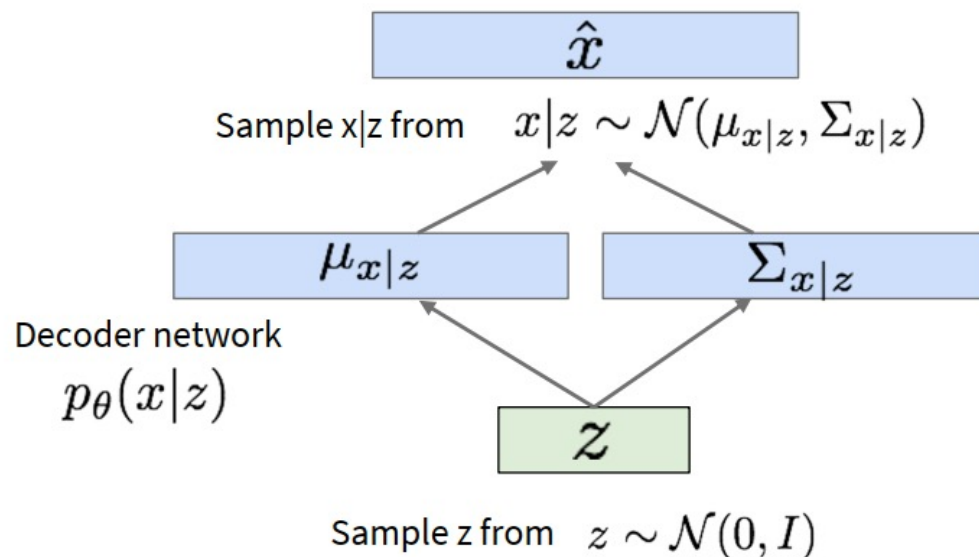 x̂
Sample x|z from x|z ∼ 𝒩(μ_{x|z}, Σ_{x|z})
μ_{x|z} Σ_{x|z}
Decoder network
p_θ(x|z)
z
Sample z from z ∼ 𝒩(0, I)